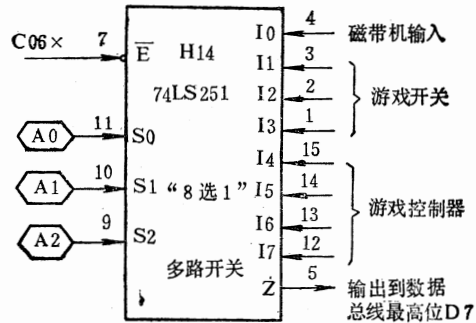 C06× 7 E̅ H14 I0 4 磁带机输入
I1 3
74LS251 I2 2 游戏开关
A0 11 S0 I3 1
I4 15
A1 10 S1 “8选1” I5 14 游戏控制器
I6 13
A2 9 S2 I7 12
多路开关 Z 5 输出到数据
总线最高位D7